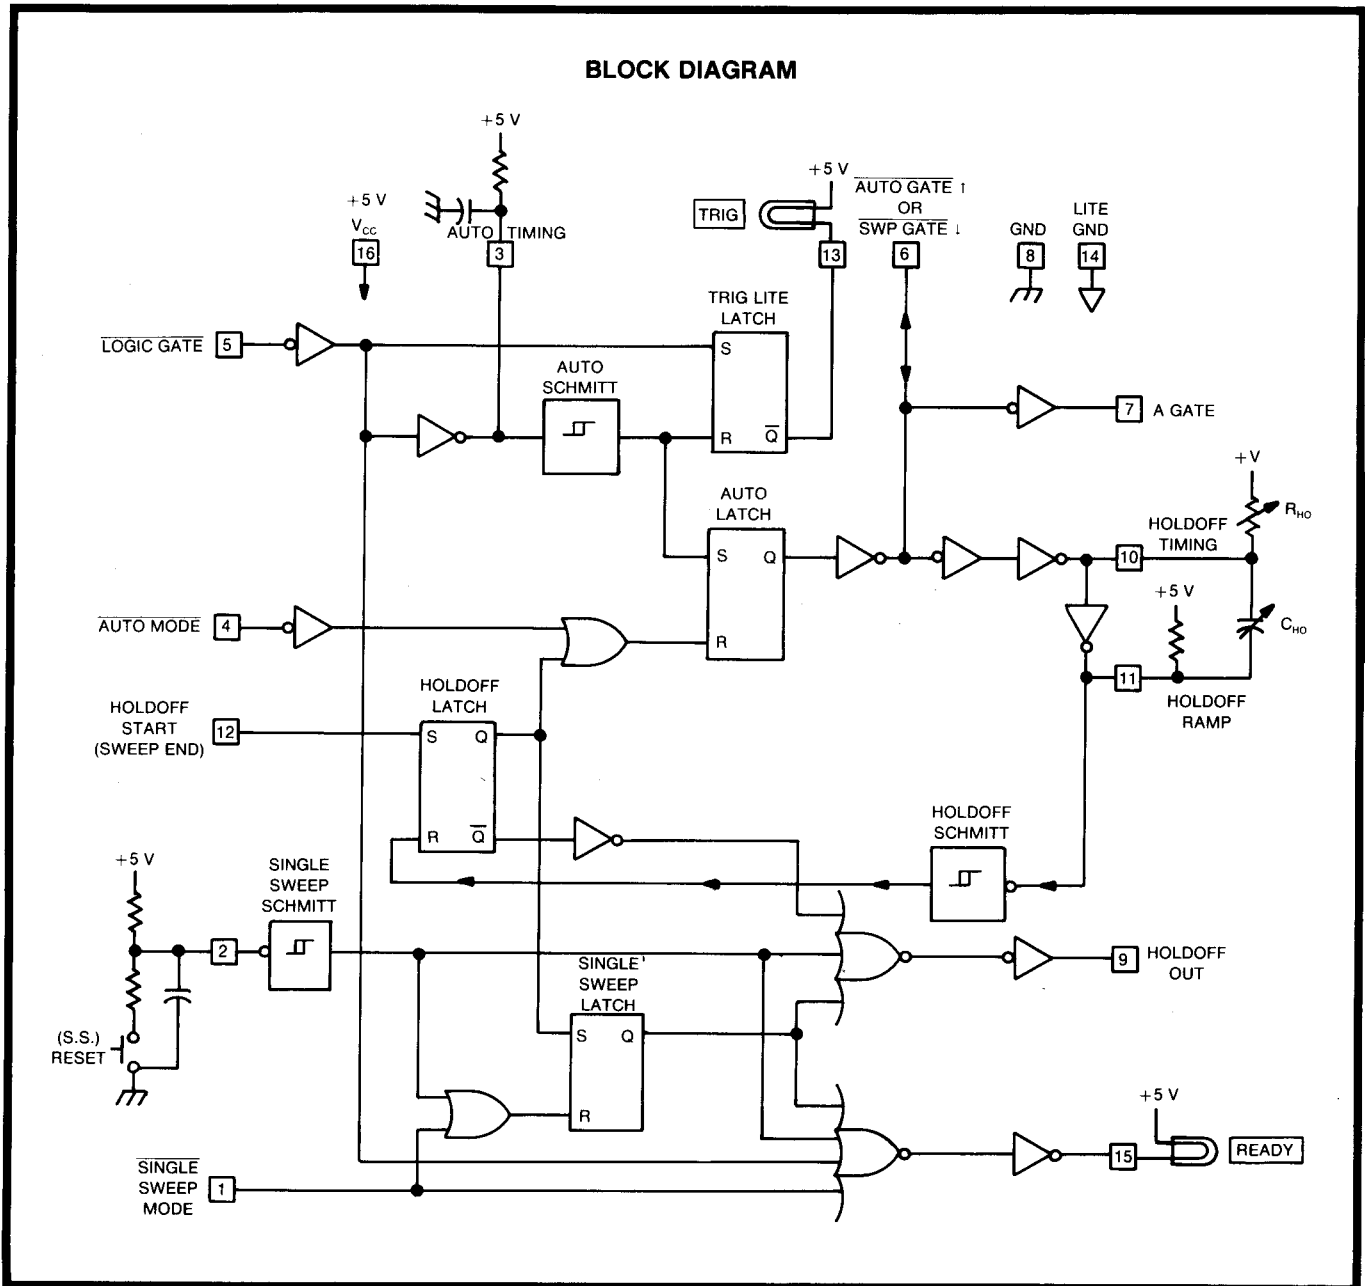 BLOCK DIAGRAM
+5 V
+5 V
VCC
16
AUTO TIMING
3
TRIG
+5 V
13
AUTO GATE ↑
OR
SWP GATE ↓
6
GND
8
LITE
GND
14
LOGIC GATE
5
TRIG LITE
LATCH
S
R
Q
AUTO
SCHMITT
7
A GATE
AUTO
LATCH
S
Q
R
HOLDOFF
TIMING
10
+V
RHO
+5 V
CHO
11
HOLDOFF
RAMP
AUTO MODE
4
HOLDOFF
START
(SWEEP END)
12
HOLDOFF
LATCH
S
Q
R
Q
HOLDOFF
SCHMITT
+5 V
SINGLE
SWEEP
SCHMITT
2
(S.S.)
RESET
SINGLE
SWEEP
LATCH
S
Q
R
9
HOLDOFF
OUT
SINGLE
SWEEP
MODE
1
+5 V
15
READY